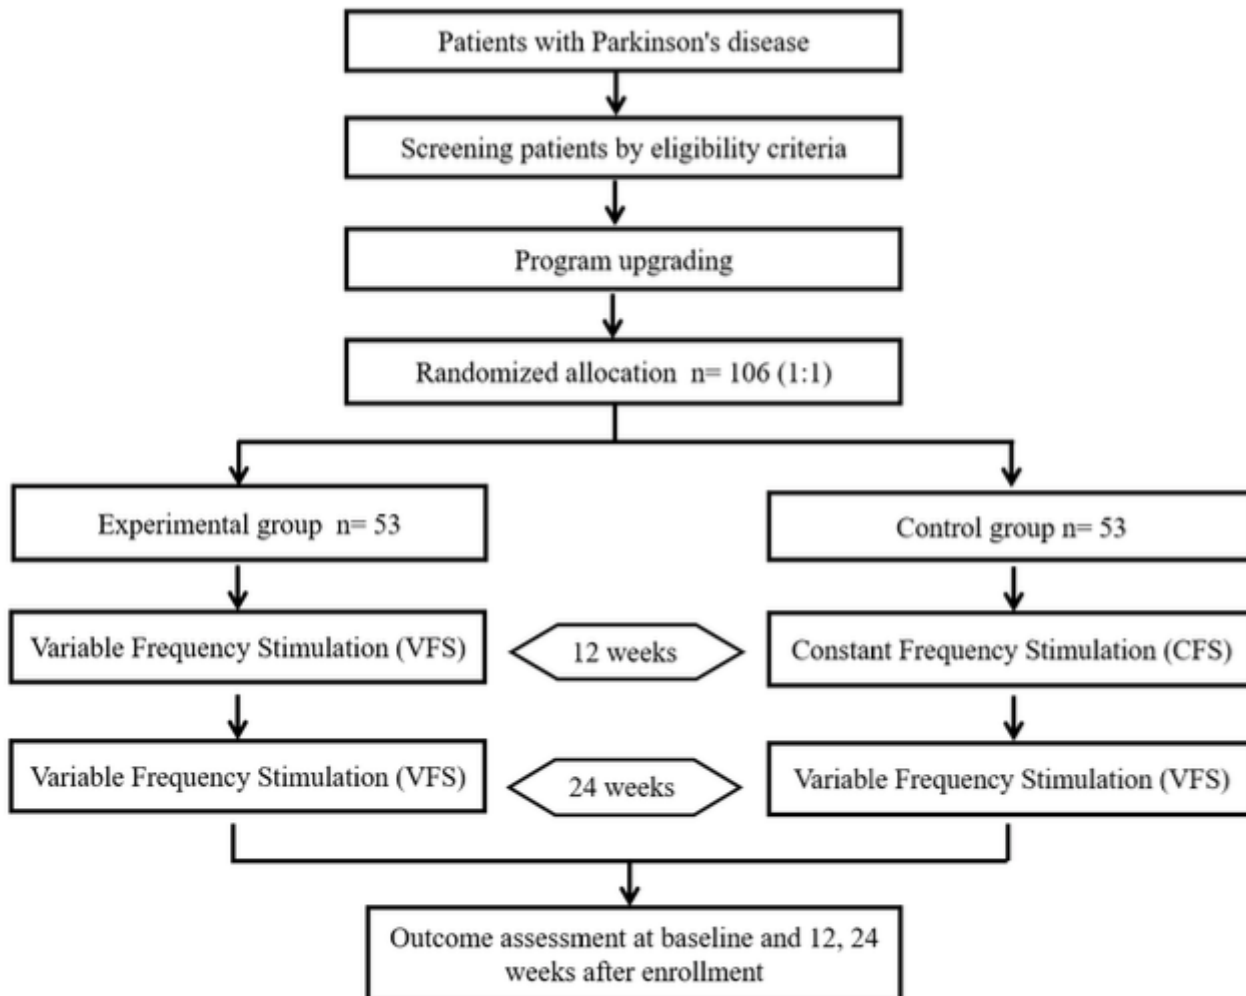 Patients with Parkinson's disease
Screening patients by eligibility criteria
Program upgrading
Randomized allocation n= 106 (1:1)
Experimental group n= 53
Control group n= 53
Variable Frequency Stimulation (VFS)
12 weeks
Constant Frequency Stimulation (CFS)
Variable Frequency Stimulation (VFS)
24 weeks
Variable Frequency Stimulation (VFS)
Outcome assessment at baseline and 12, 24
weeks after enrollment